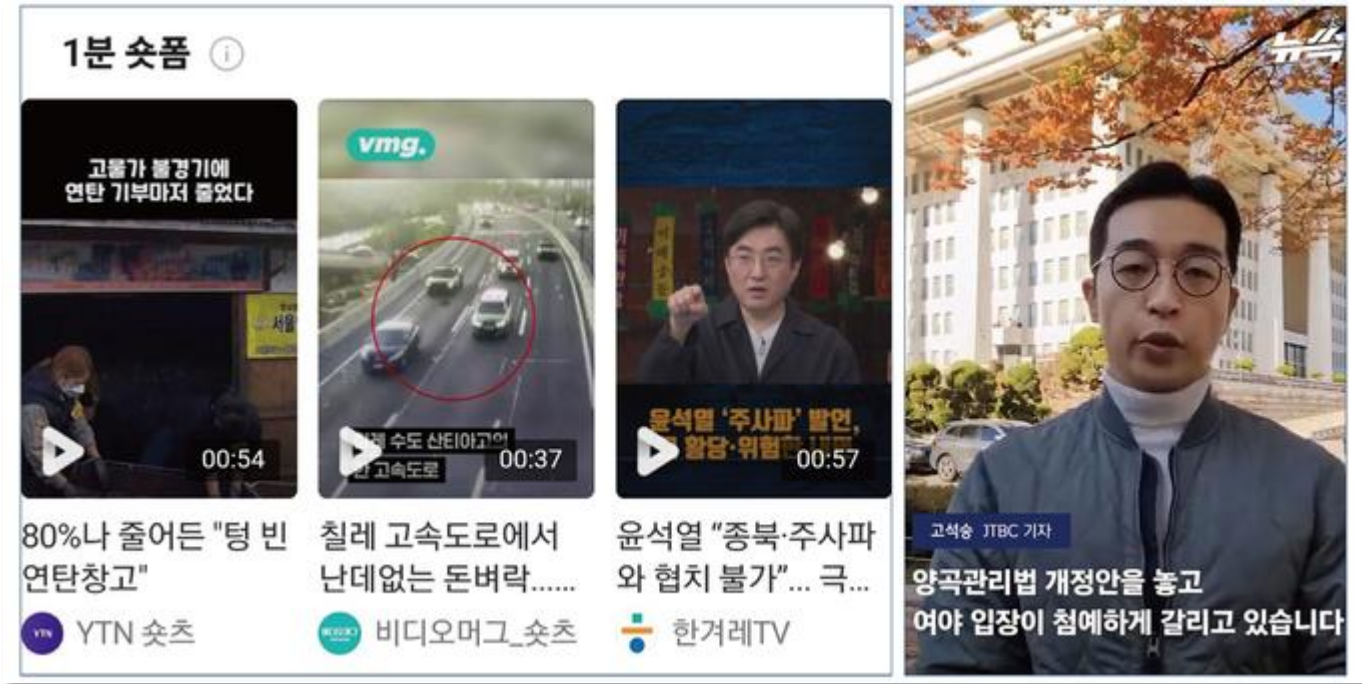 1분 숏폼
고물가 불경기에
연탄 기부마저 줄었다
서울
00:54
80%나 줄어든 "텅 빈
연탄창고"
YTN
YTN 숏츠
vmg.
수도 산티아고의
고속도로
00:37
칠레 고속도로에서
난데없는 돈벼락......
비디오머그_숏츠
윤석열 ‘주사파’ 발언,
황당·위험한
00:57
윤석열 “종북·주사파
와 협치 불가”... 극...
한겨레TV
뉴쓱
고석승 JTBC 기자
양곡관리법 개정안을 놓고
여야 입장이 첨예하게 갈리고 있습니다